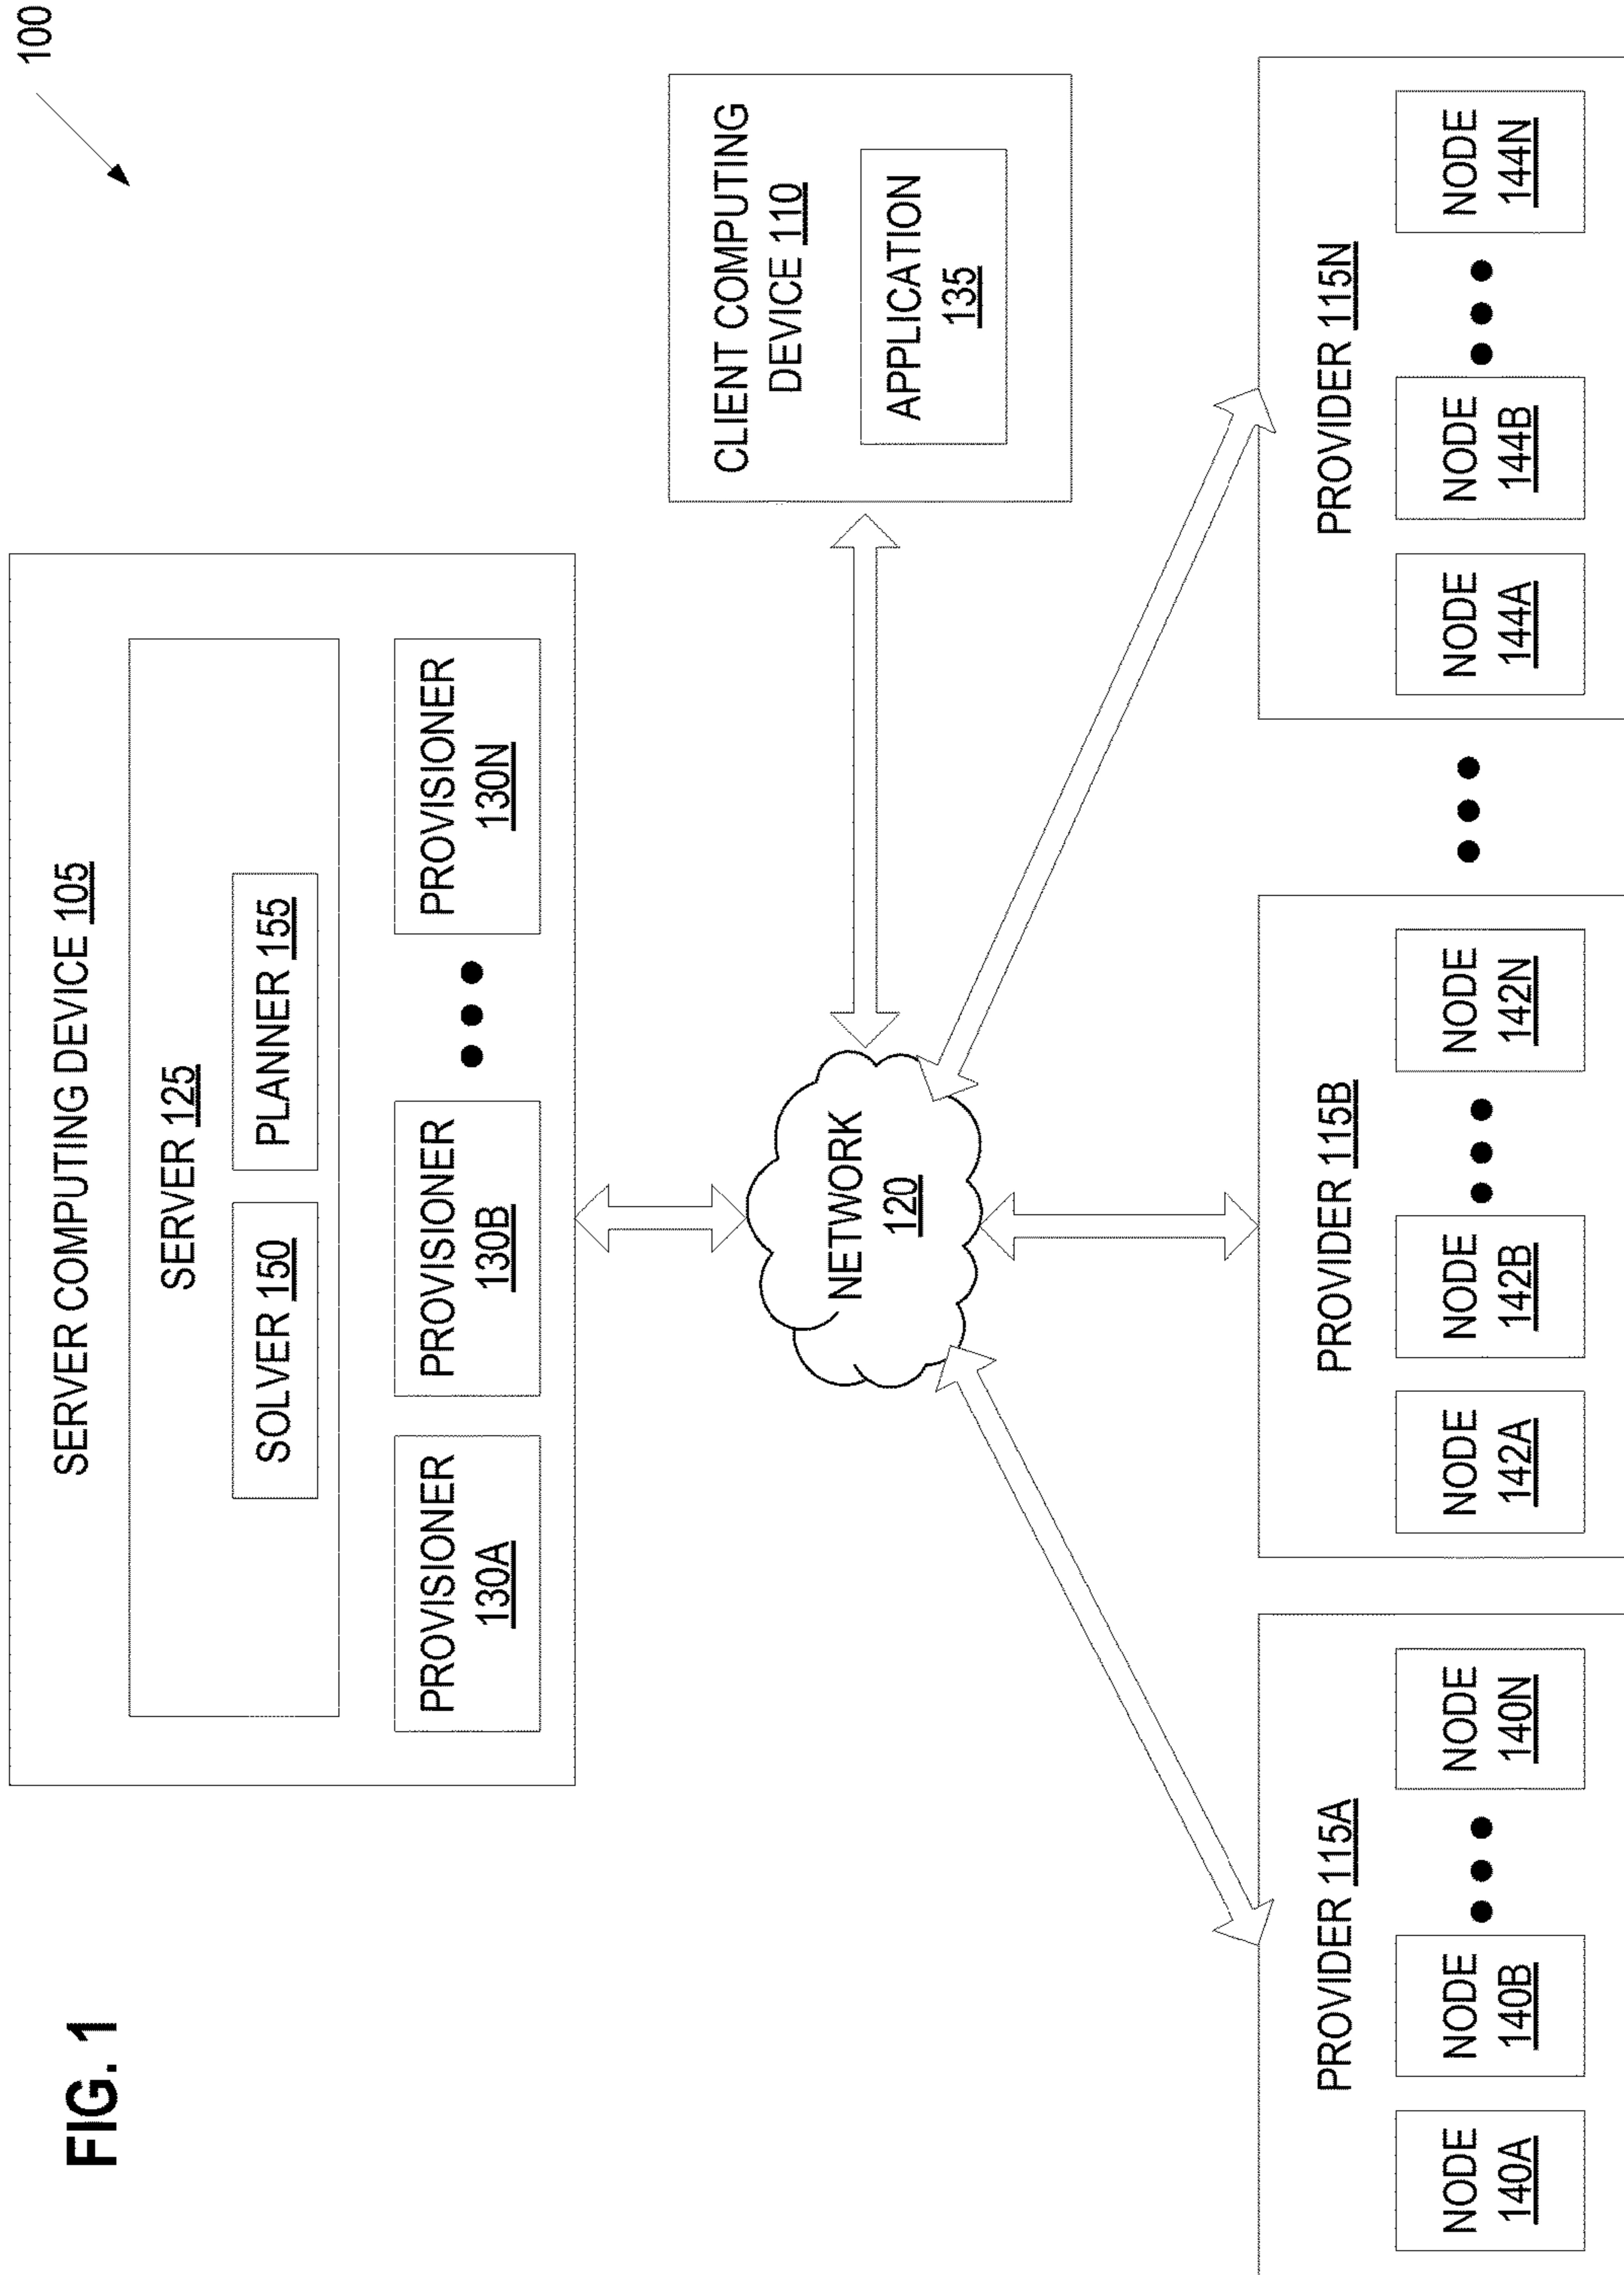 FIG. 1
100
SERVER COMPUTING DEVICE 105
SERVER 125
SOLVER 150
PLANNER 155
PROVISIONER
130A
PROVISIONER
130B
PROVISIONER
130N
CLIENT COMPUTING
DEVICE 110
APPLICATION
135
NETWORK
120
PROVIDER 115A
NODE
140A
NODE
140B
NODE
140N
PROVIDER 115B
NODE
142A
NODE
142B
NODE
142N
PROVIDER 115N
NODE
144A
NODE
144B
NODE
144N